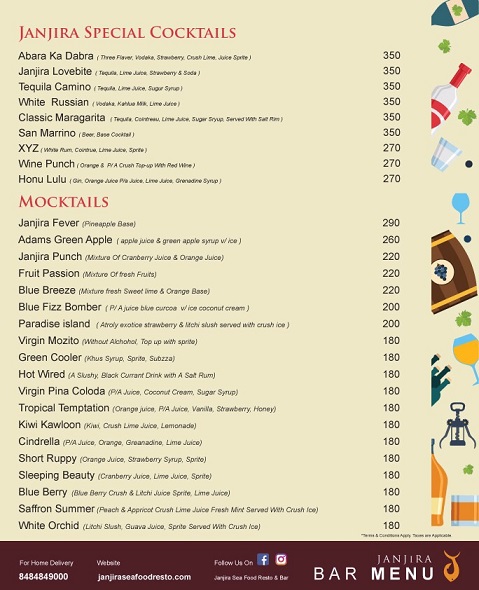 JANJIRA SPECIAL COCKTAILS
Abara Ka Dabra ( Three Flaver, Vodaka, Strawberry, Crush Lime, Juice Sprite ) 350
Janjira Lovebite ( Tequila, Lime Juice, Strawberry & Soda ) 350
Tequila Camino ( Tequila, Lime Juice, Sugur Syrup ) 350
White Russian ( Vodaka, Kahlua Milk, Lime Juice ) 350
Classic Maragarita ( Tequila, Cointreau, Lime Juice, Sugar Sryup, Served With Salt Rim ) 350
San Marrino ( Beer, Base Cocktail ) 350
XYZ ( White Rum, Cointrue, Lime Juice, Sprite ) 270
Wine Punch ( Orange & P/ A Crush Top-up With Red Wine ) 270
Honu Lulu ( Gin, Orange Juice P/a Juice, Lime Juice, Grenadine Syrup ) 270
MOCKTAILS
Janjira Fever (Pineapple Base) 290
Adams Green Apple ( apple juice & green apple syrup v/ ice ) 260
Janjira Punch (Mixture Of Cranberry Juice & Orange Juice) 220
Fruit Passion (Mixture Of fresh Fruits) 220
Blue Breeze (Mixture fresh Sweet lime & Orange Base) 220
Blue Fizz Bomber ( P/ A juice blue curcoa v/ ice coconut cream ) 200
Paradise island ( Atroly exotice strawberry & litchi slush served with crush ice ) 200
Virgin Mozito (Without Alchohol, Top up with sprite) 180
Green Cooler (Khus Syrup, Sprite, Subzza) 180
Hot Wired (A Slushy, Black Currant Drink with A Salt Rum) 180
Virgin Pina Coloda (P/A Juice, Coconut Cream, Sugar Syrup) 180
Tropical Temptation (Orange juice, P/A Juice, Vanilla, Strawberry, Honey) 180
Kiwi Kawloon (Kiwi, Crush Lime Juice, Lemonade) 180
Cindrella (P/A Juice, Orange, Greanadine, Lime Juice) 180
Short Ruppy (Orange Juice, Strawberry Syrup, Sprite) 180
Sleeping Beauty (Cranberry Juice, Lime Juice, Sprite) 180
Blue Berry (Blue Berry Crush & Litchi Juice Sprite, Lime Juice) 180
Saffron Summer (Peach & Apricot Crush Lime Juice Fresh Mint Served With Crush Ice) 180
White Orchid (Litchi Slush, Guava Juice, Sprite Served With Crush Ice) 180
*Terms & Conditions Apply. Taxes are Applicable.
For Home Delivery
8484849000
Website
janjiraseafoodresto.com
Follow Us On
Janjira Sea Food Resto & Bar
JANJIRA
BAR MENU